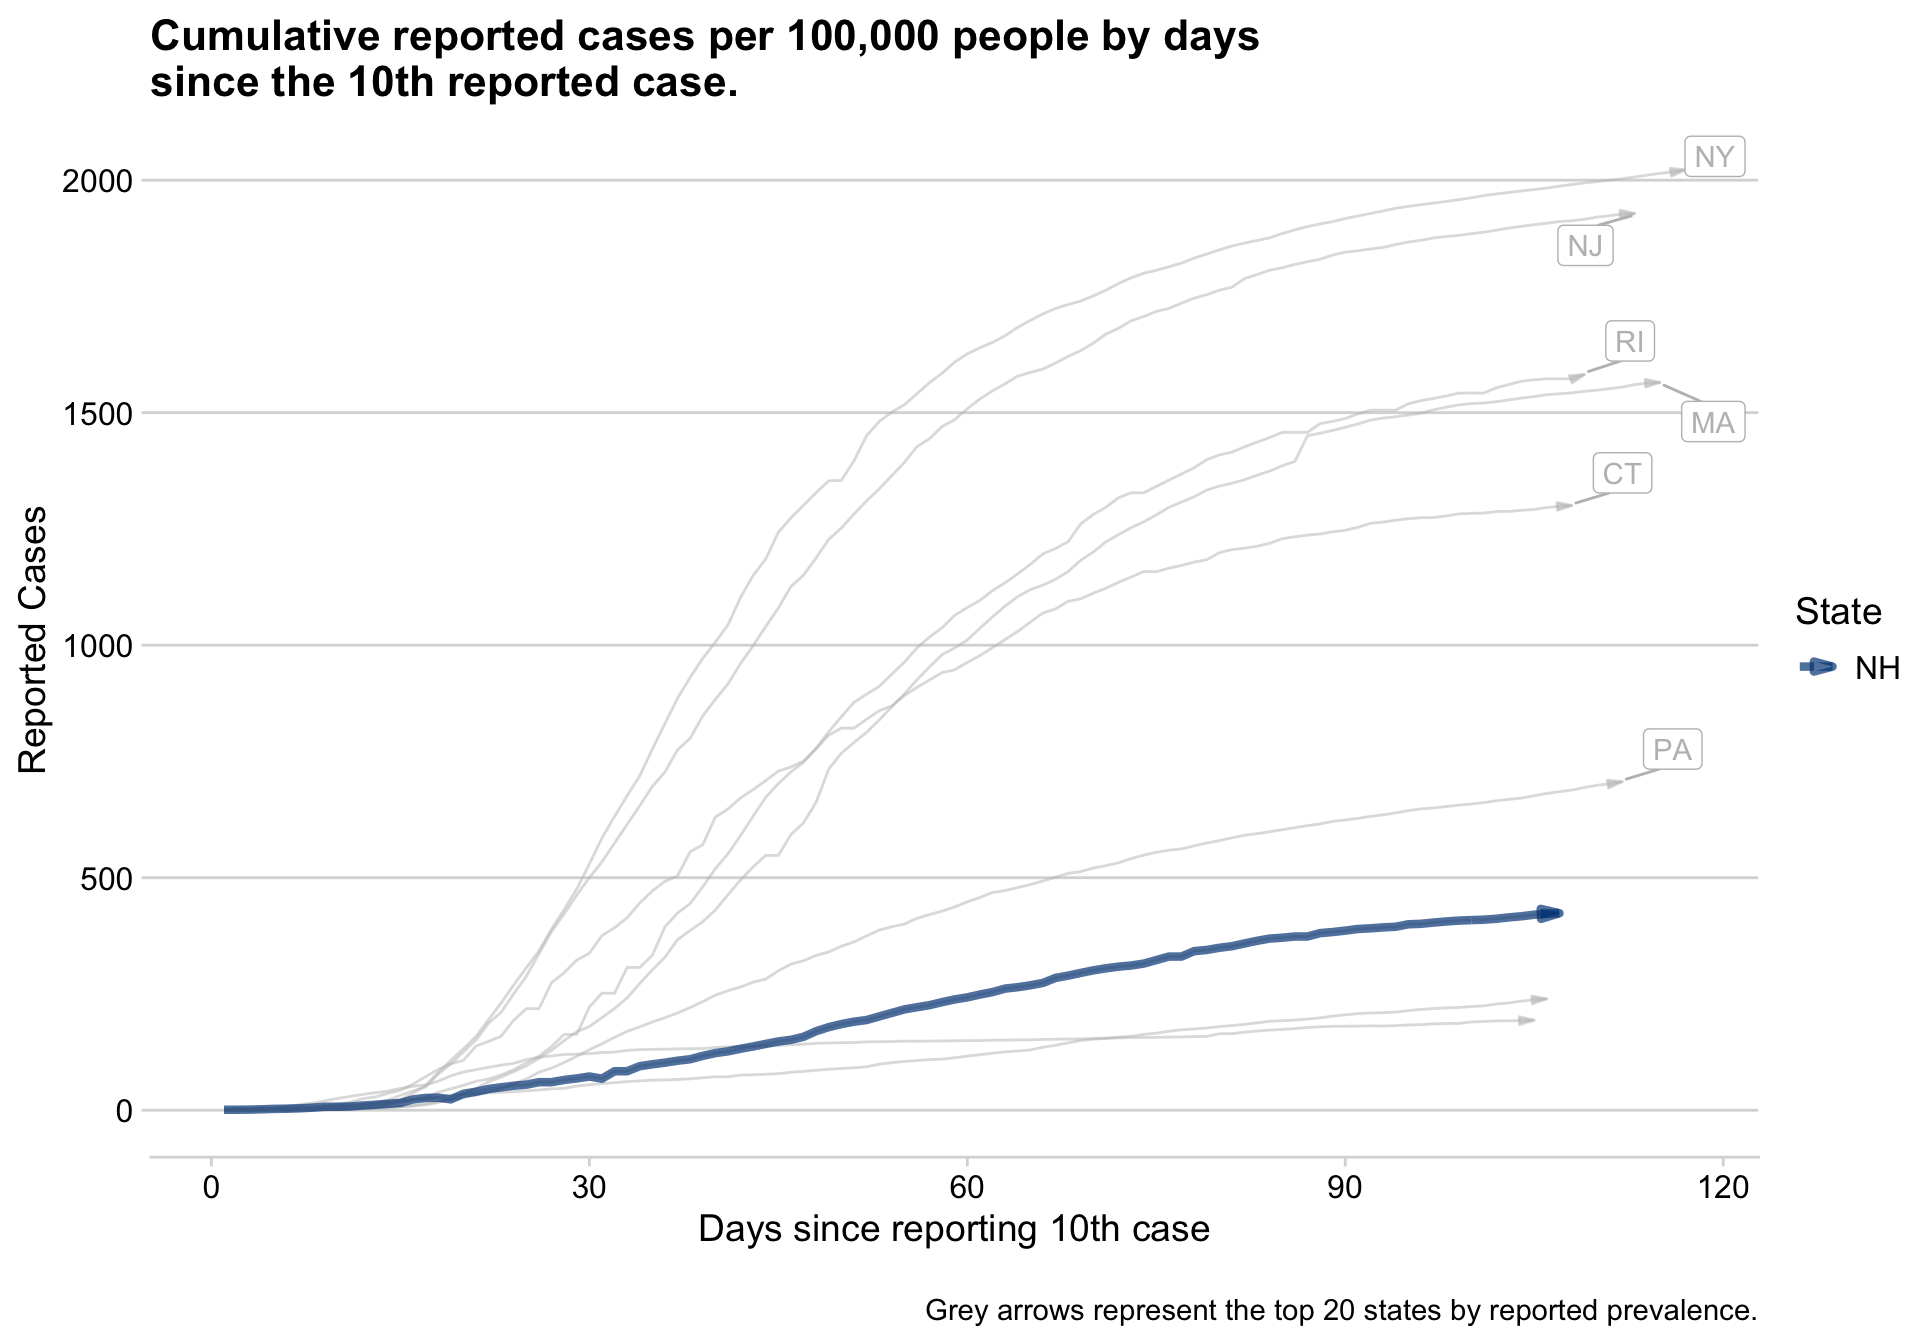 Cumulative reported cases per 100,000 people by days
since the 10th reported case.
NY
2000
NJ
RI
1500
MA
CT
Reported Cases
1000
State
NH
PA
500
0
0 30 60 90 120
Days since reporting 10th case
Grey arrows represent the top 20 states by reported prevalence.